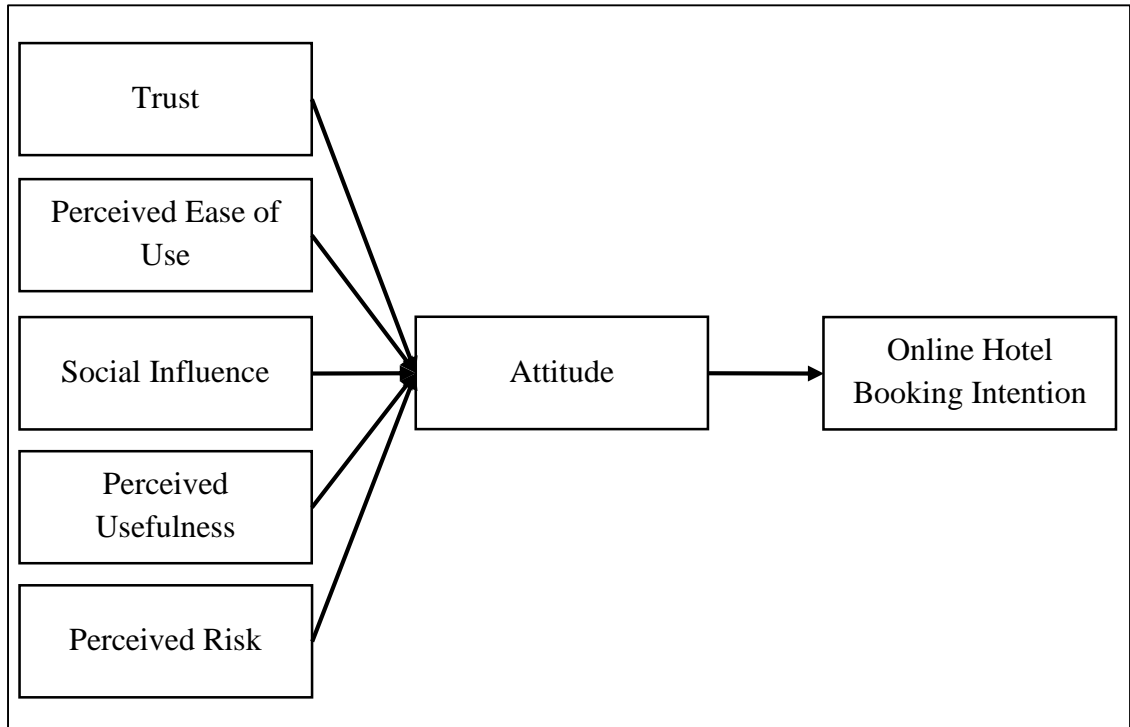 Trust
Perceived Ease of
Use
Social Influence
Perceived
Usefulness
Perceived Risk
Attitude
Online Hotel
Booking Intention